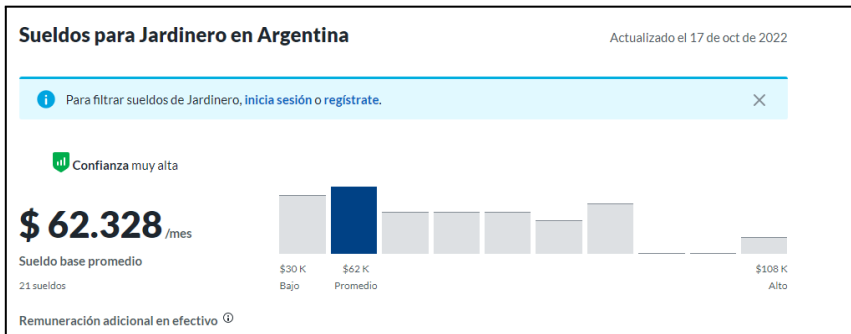 Sueldos para Jardinero en Argentina
Actualizado el 17 de oct de 2022
Para filtrar sueldos de Jardinero, inicia sesión o regístrate.
Confianza muy alta
$ 62.328 /mes
Sueldo base promedio
21 sueldos
$30 K
Bajo
$62 K
Promedio
$108 K
Alto
Remuneración adicional en efectivo